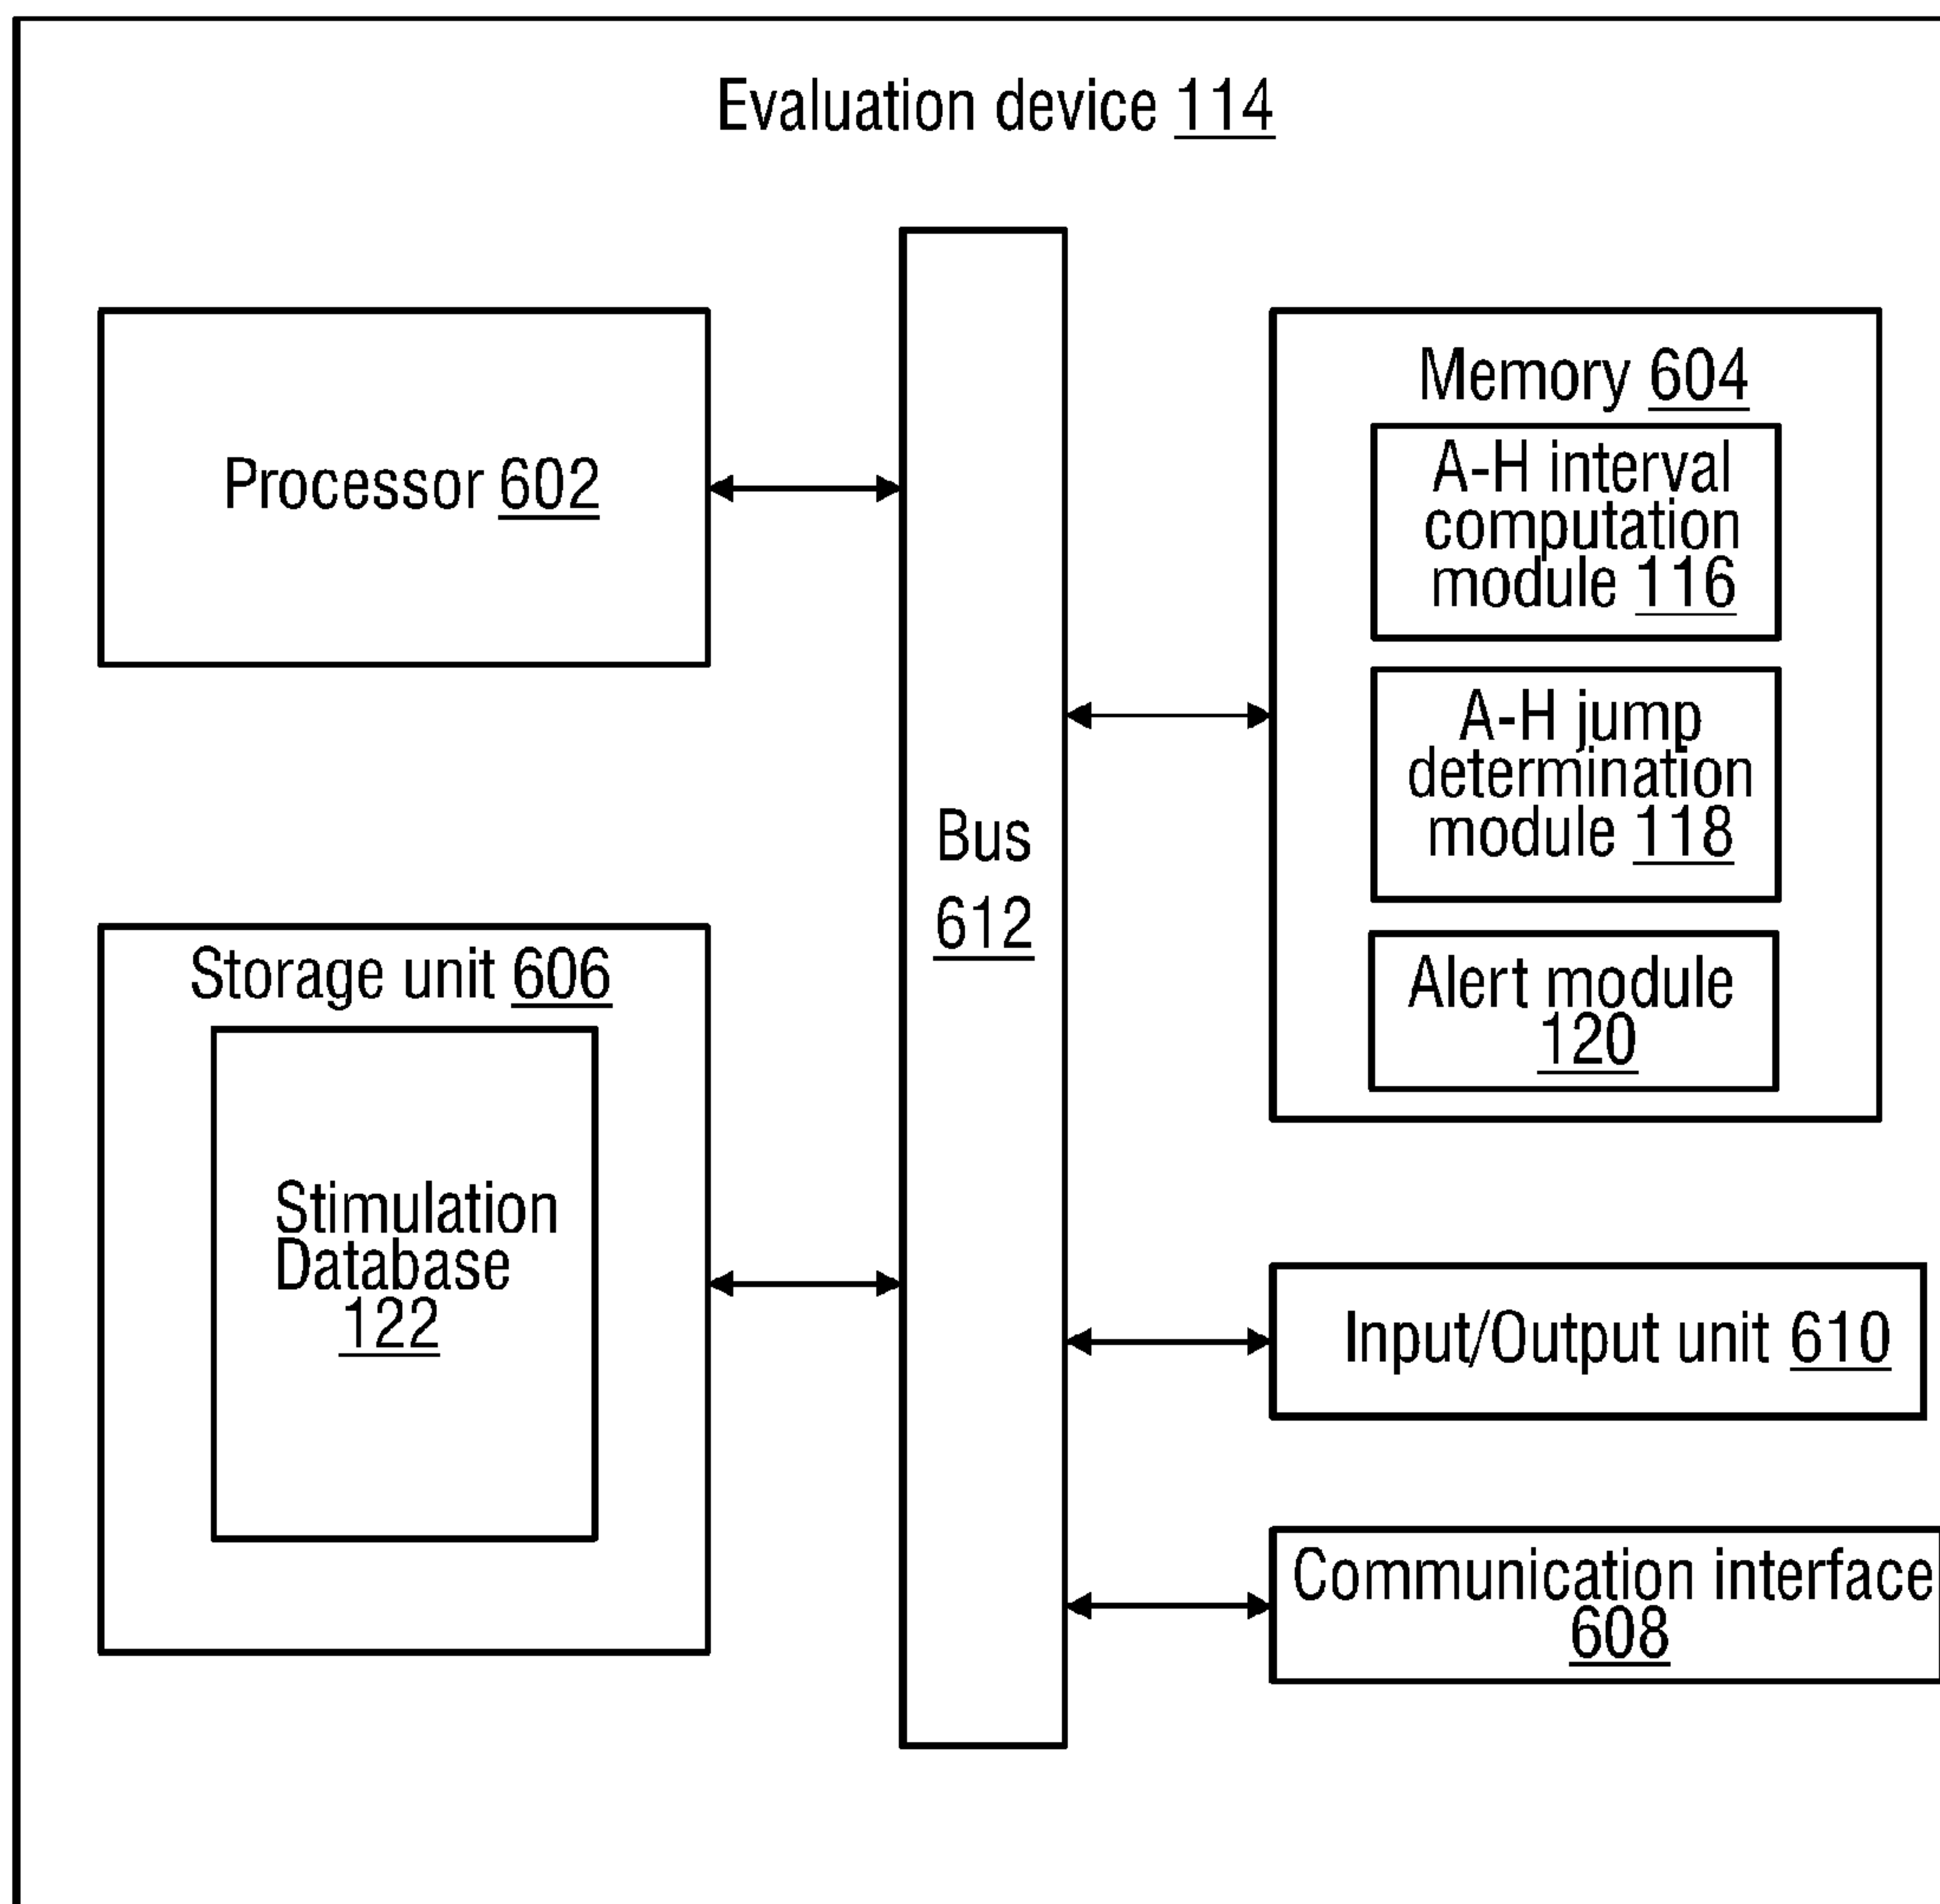 Evaluation device 114
Processor 602
Storage unit 606
Stimulation
Database
122
Bus
612
Memory 604
A-H interval
computation
module 116
A-H jump
determination
module 118
Alert module
120
Input/Output unit 610
Communication interface
608